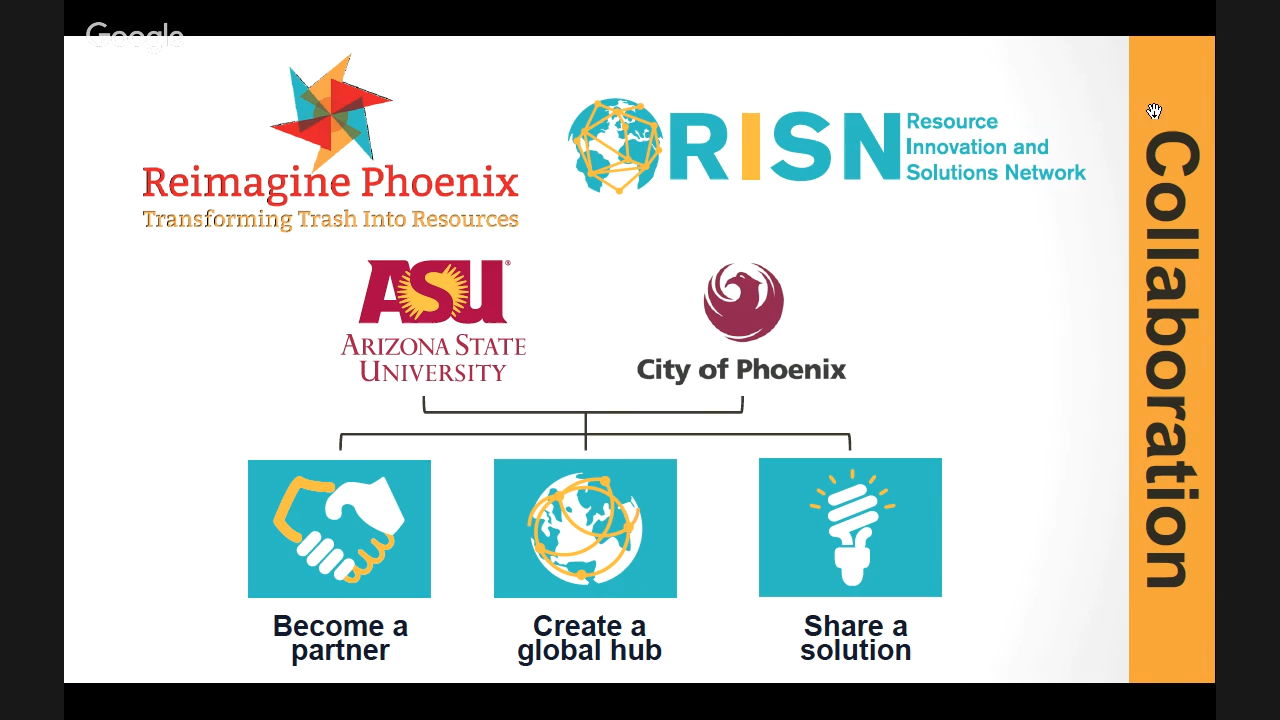 Google
Reimagine Phoenix
Transforming Trash Into Resources
RISN
Resource
Innovation and
Solutions Network
ASU®
ARIZONA STATE
UNIVERSITY
City of Phoenix
Become a
partner
Create a
global hub
Share a
solution
Collaboration